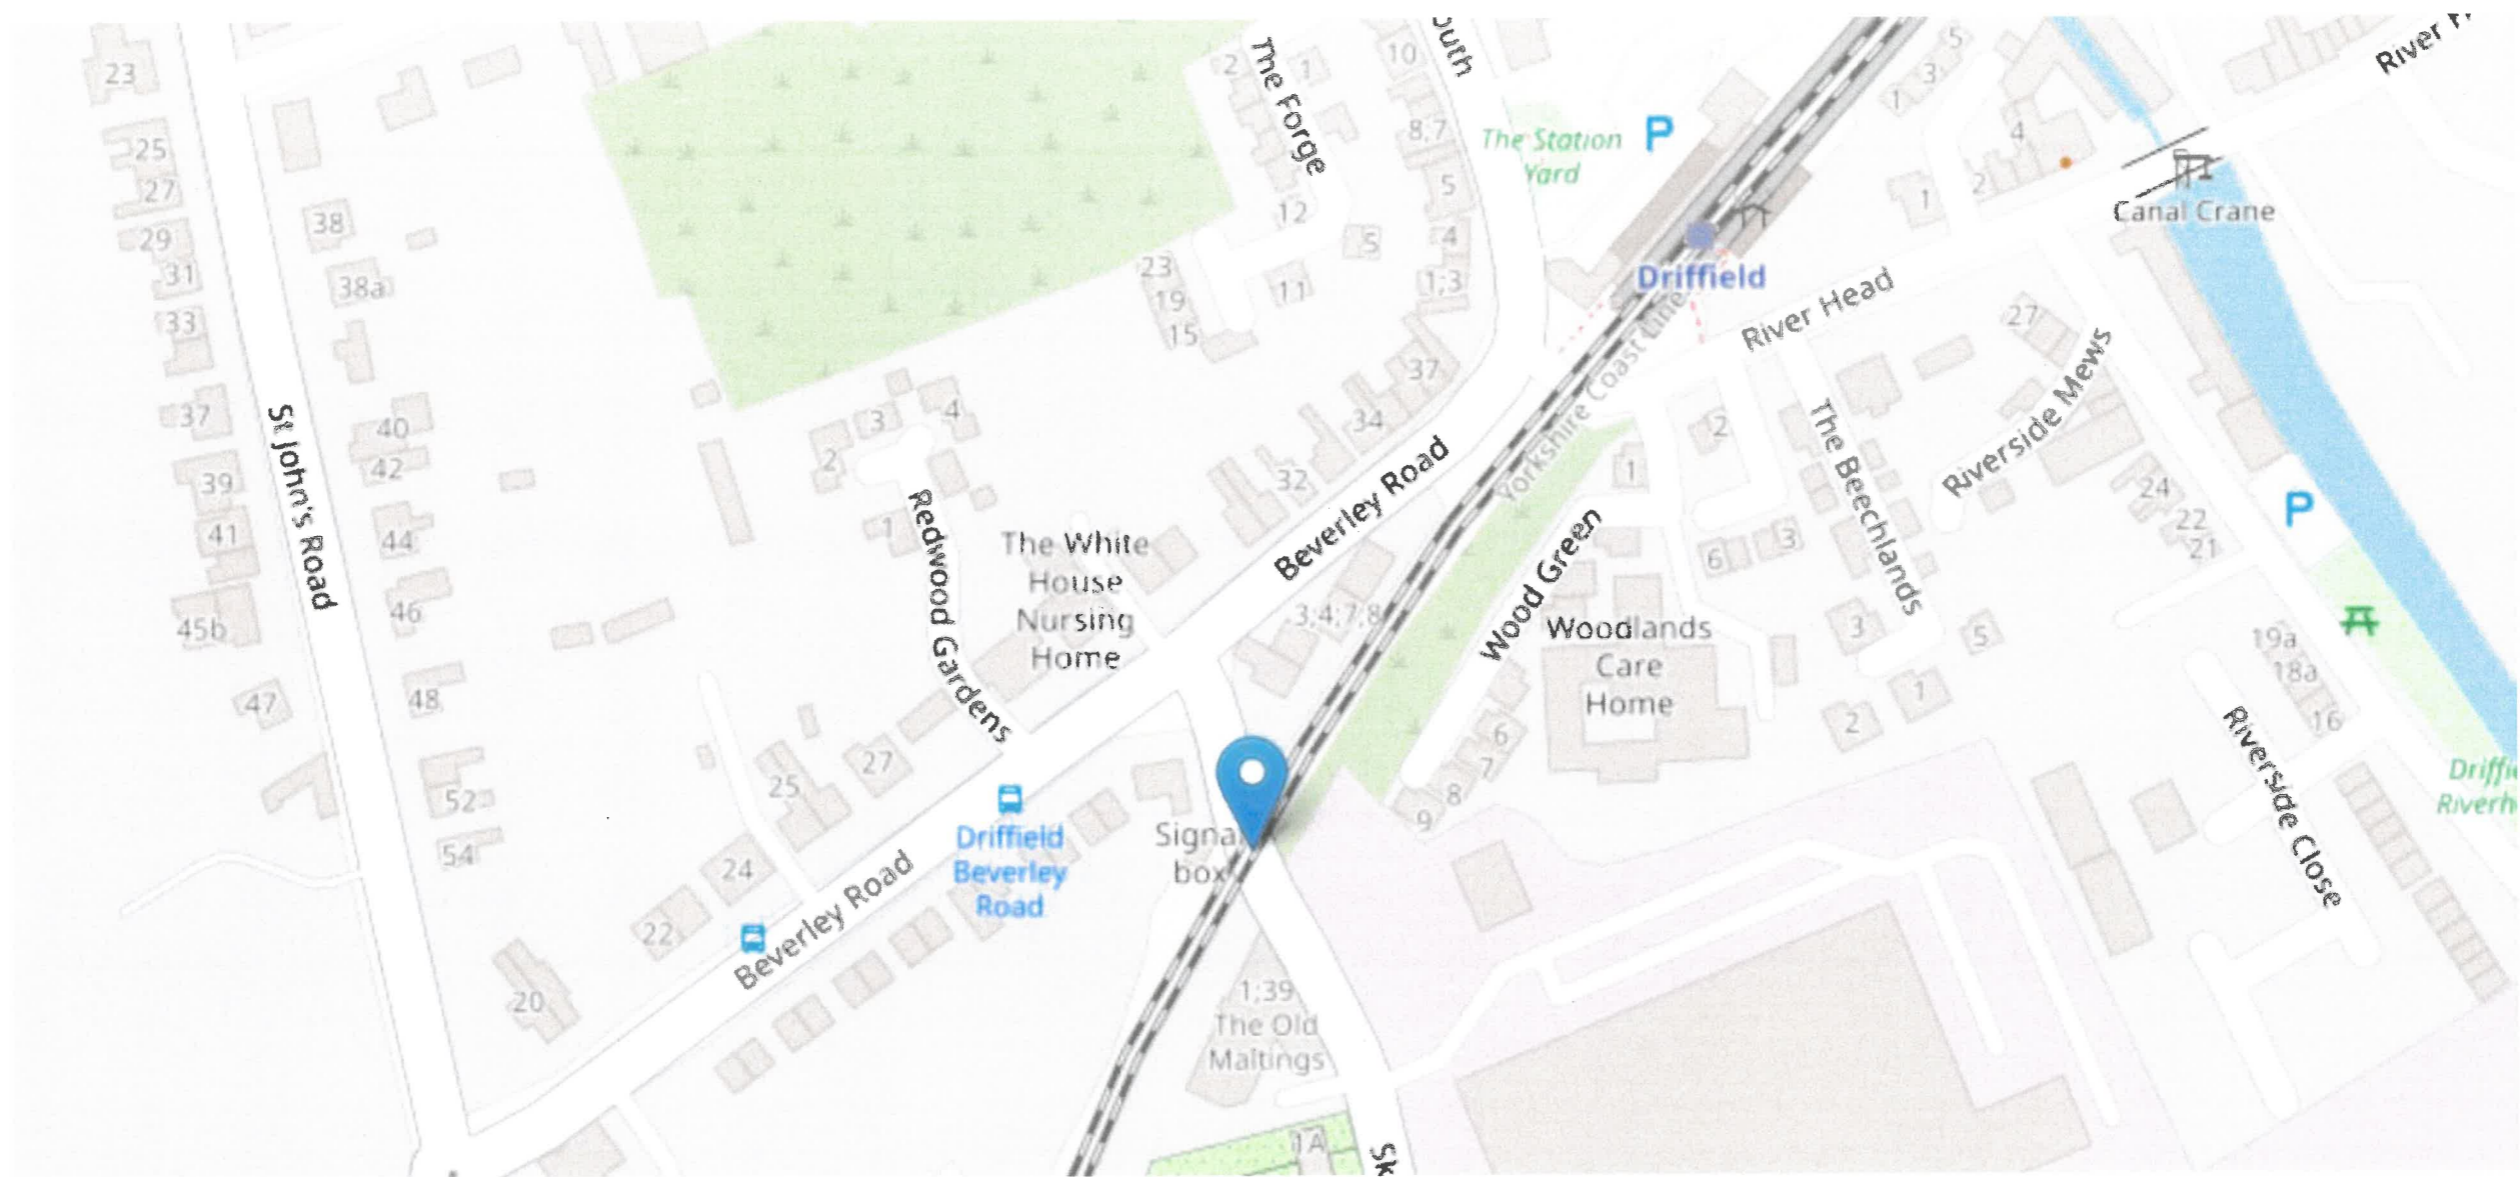 23
25
27
29
31
33
37
39
41
45b
47
St John's Road
38
38a
40
42
44
46
48
52
54
20
22
24
25
27
Beverley Road
Driffield
Beverley
Road
Redwood Gardens
1
2
3
4
The White
House
Nursing
Home
The Forge
2
1
12
5
11
23
19
15
10
8;7
5
4
1;3
37
34
32
Beverley Road
3;4;7;8
The Station
Yard
P
Driffield
Yorkshire Coast Line
River Head
5
3
1
4
2
1
Canal Crane
27
Riverside Mews
The Beechlands
2
1
6
3
Wood Green
Woodlands
Care
Home
3
5
1
2
6
7
8
9
24
22
21
P
19a
18a
16
Riverside Close
Signal
box
1;39
The Old
Maltings
1A